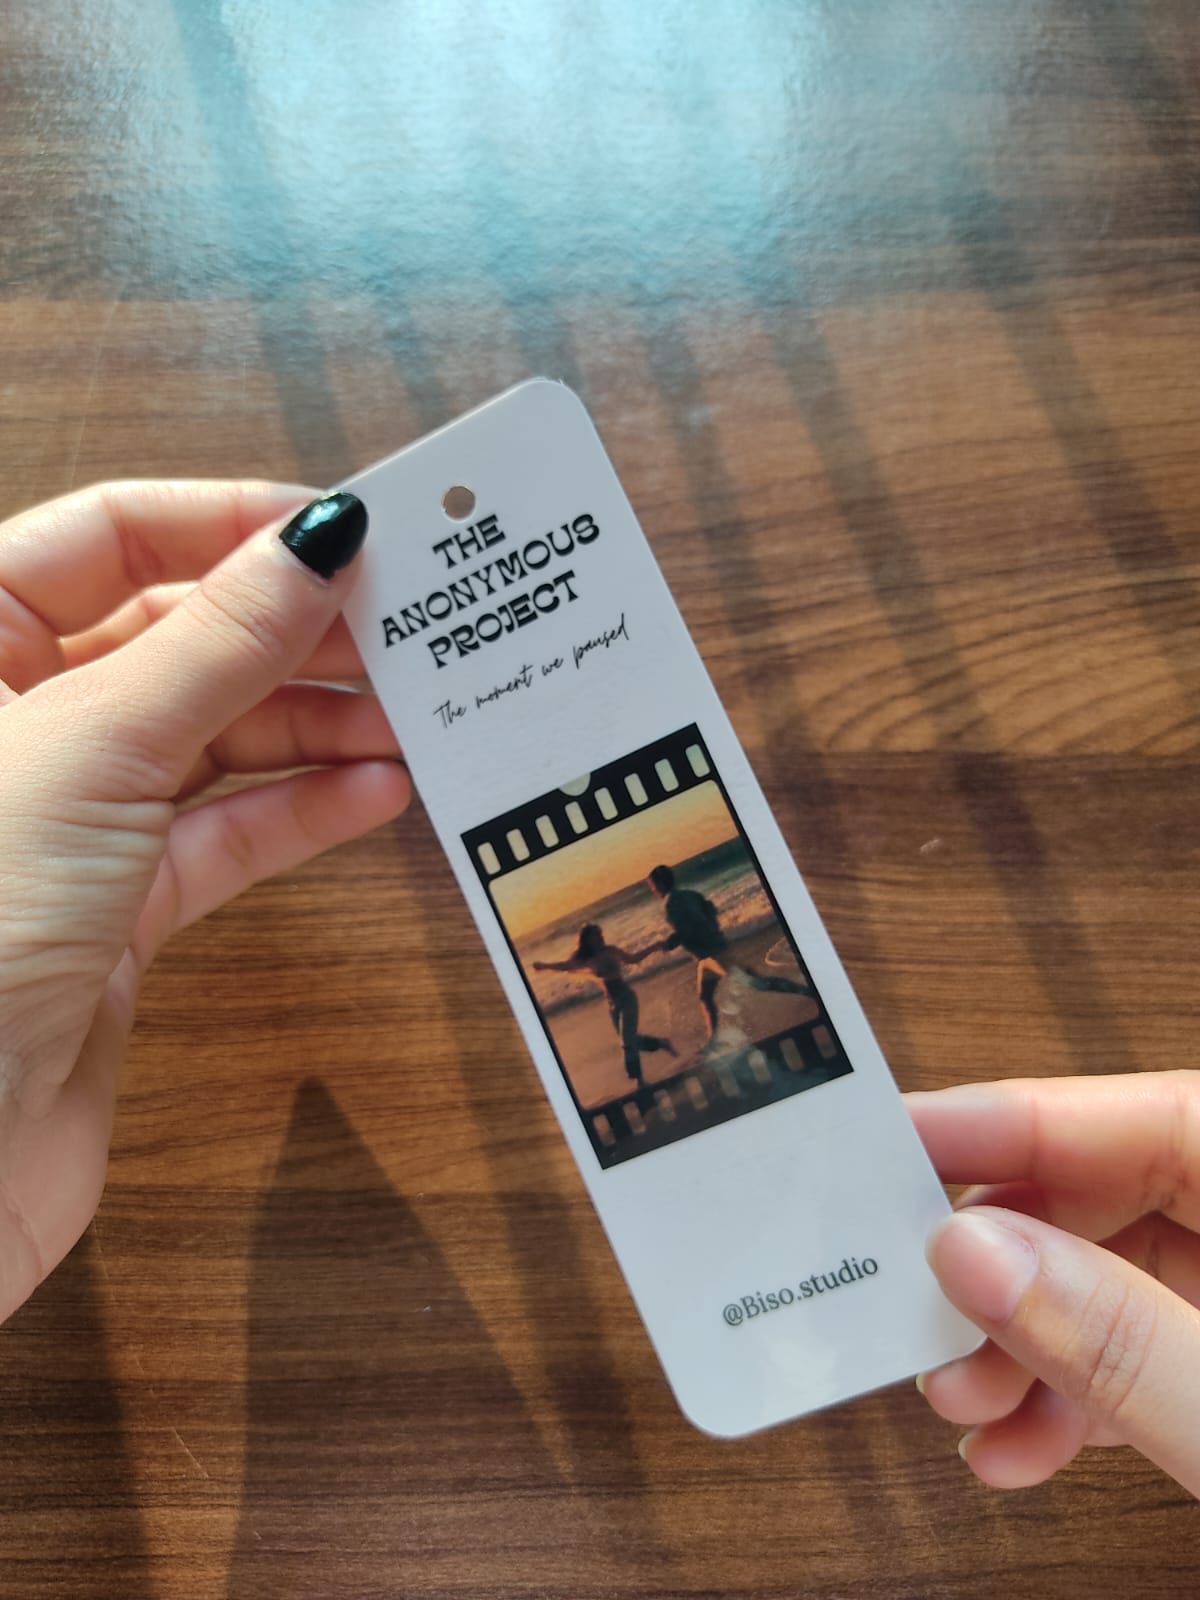 THE
ANONYMOUS
PROJECT
The moment we paused
@Biso.studio